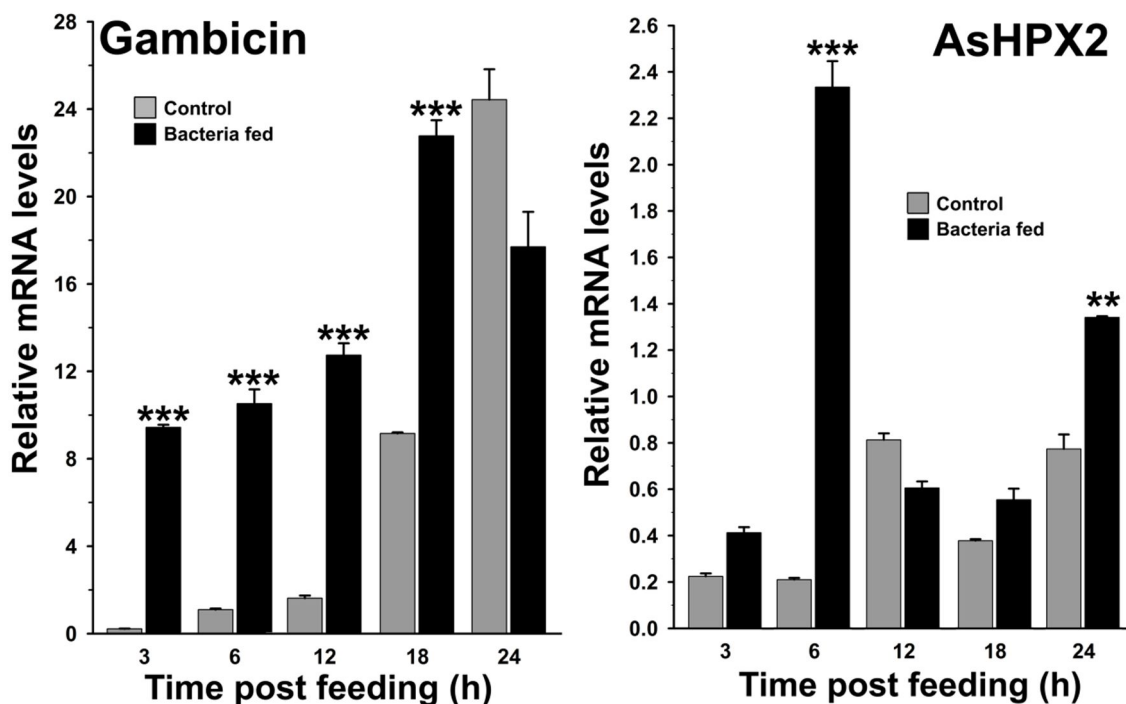 Gambicin
Relative mRNA levels
28
24
20
16
12
8
4
0
Control
Bacteria fed
***
***
***
***
3 6 12 18 24
Time post feeding (h)
AsHPX2
Relative mRNA levels
2.6
2.4
2.2
2.0
1.8
1.6
1.4
1.2
1.0
0.8
0.6
0.4
0.2
0.0
***
Control
Bacteria fed
**
3 6 12 18 24
Time post feeding (h)